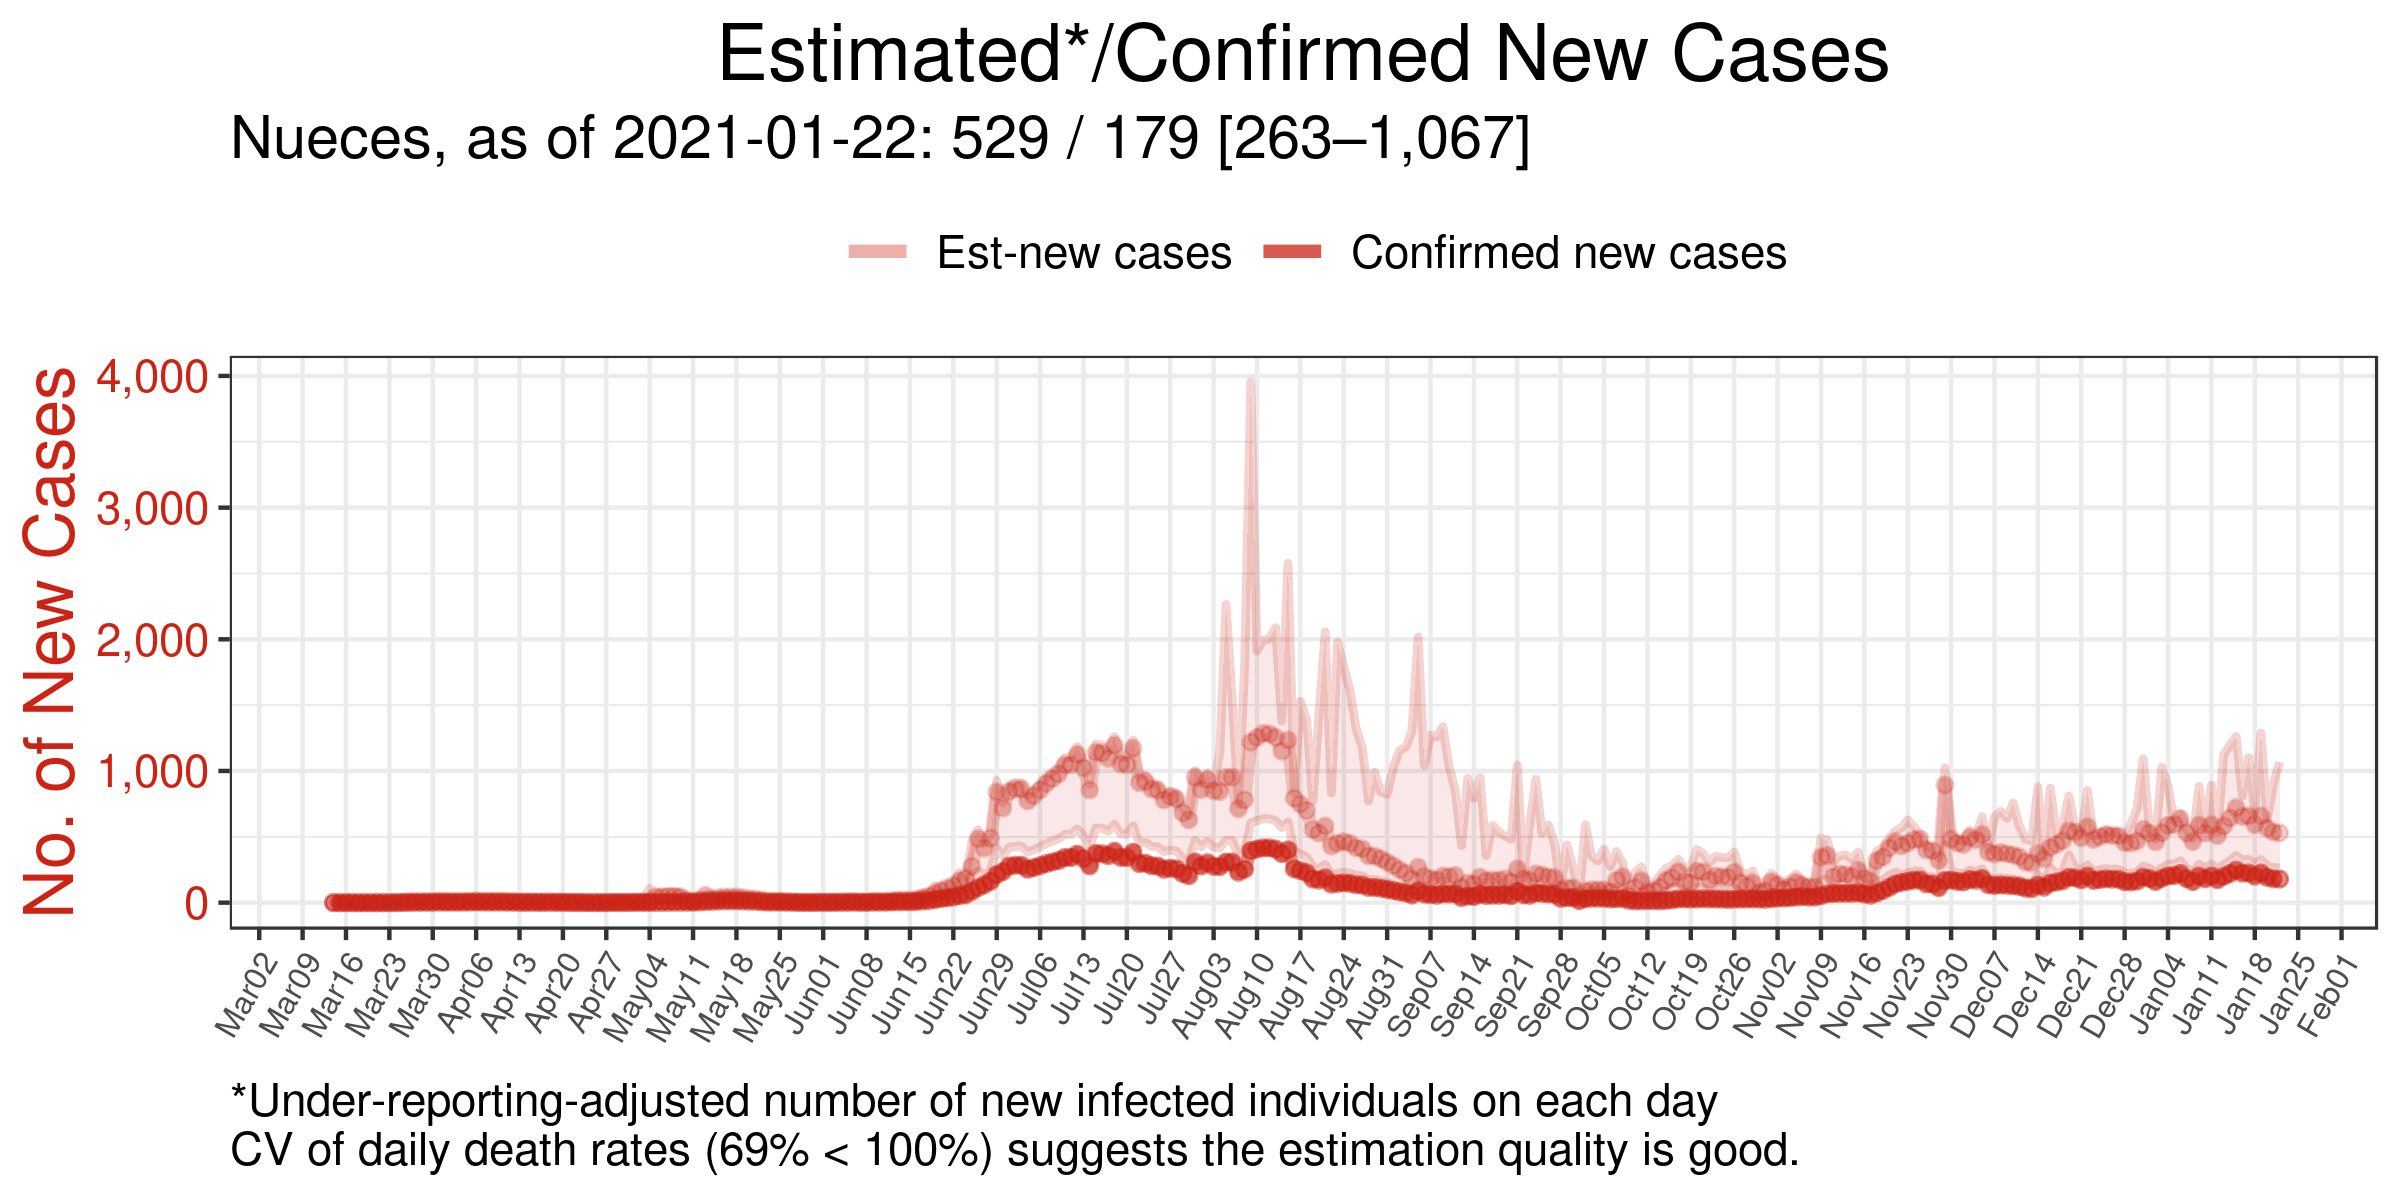 Estimated*/Confirmed New Cases
Nueces, as of 2021-01-22: 529 / 179 [263–1,067]
Est-new cases Confirmed new cases
No. of New Cases
4,000
3,000
2,000
1,000
0
Mar02 Mar09 Mar16 Mar23 Mar30 Apr06 Apr13 Apr20 Apr27 May04 May11 May18 May25 Jun01 Jun08 Jun15 Jun22 Jun29 Jul06 Jul13 Jul20 Jul27 Aug03 Aug10 Aug17 Aug24 Aug31 Sep07 Sep14 Sep21 Sep28 Oct05 Oct12 Oct19 Oct26 Nov02 Nov09 Nov16 Nov23 Nov30 Dec07 Dec14 Dec21 Dec28 Jan04 Jan11 Jan18 Jan25 Feb01
*Under-reporting-adjusted number of new infected individuals on each day
CV of daily death rates (69% < 100%) suggests the estimation quality is good.